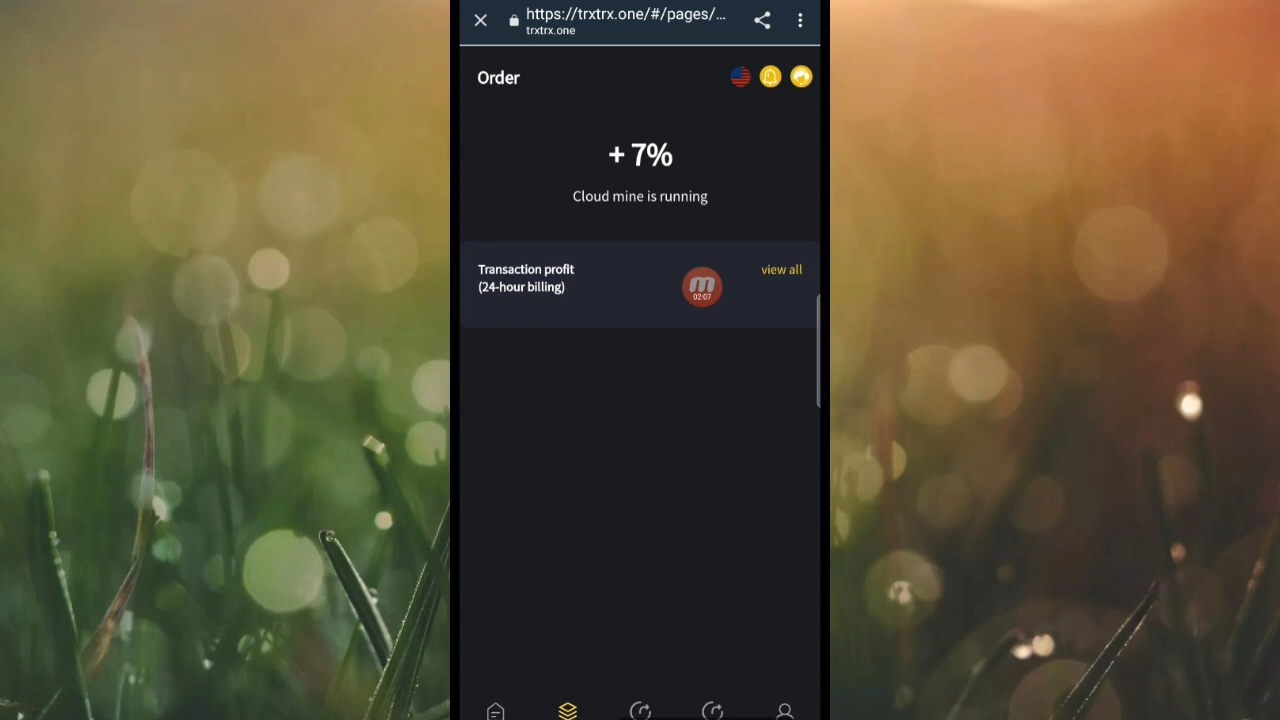 https://trxtrx.one/#/pages/...
trxtrx.one
Order
+ 7%
Cloud mine is running
Transaction profit
(24-hour billing)
view all
m
02:07